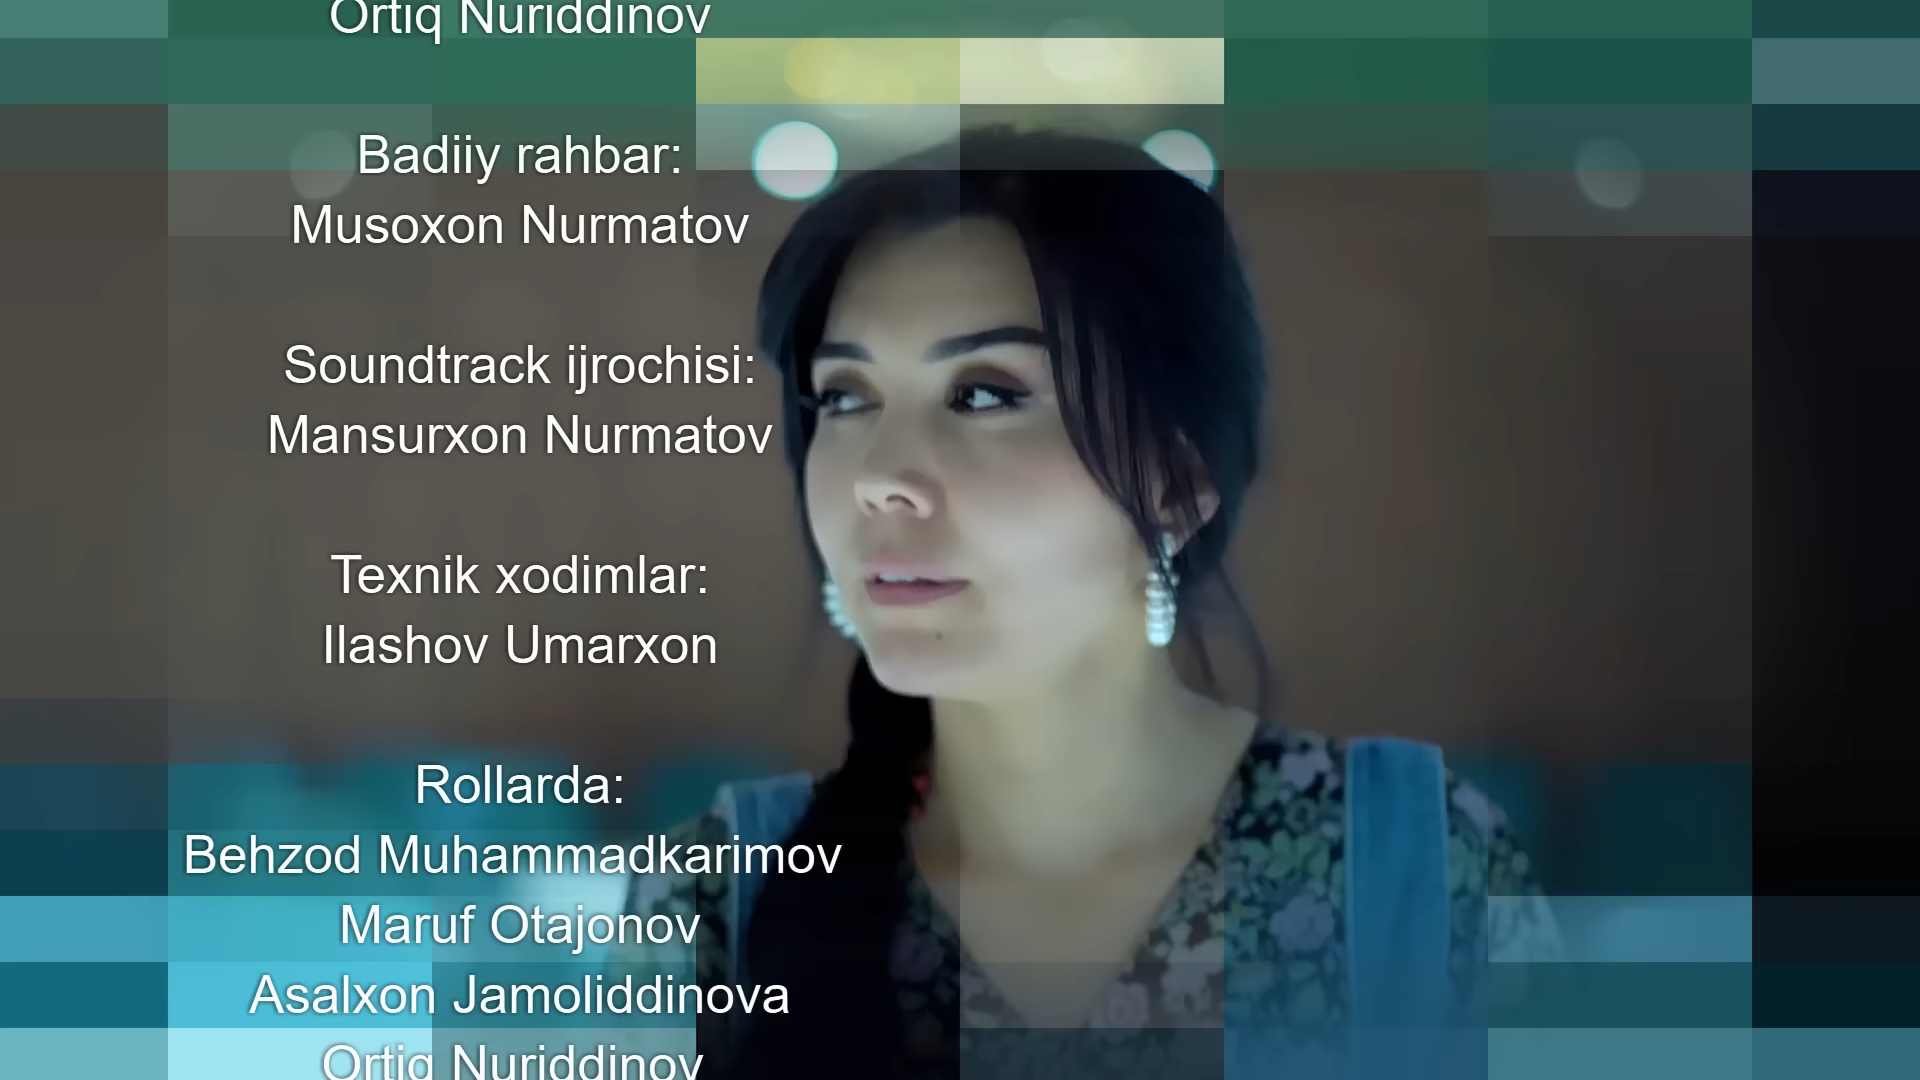 Ortiq Nuriddinov
Badiiy rahbar:
Musoxon Nurmatov
Soundtrack ijrochisi:
Mansurxon Nurmatov
Texnik xodimlar:
Ilashov Umarxon
Rollarda:
Behzod Muhammadkarimov
Maruf Otajonov
Asalxon Jamoliddinova
Ortiq Nuriddinov